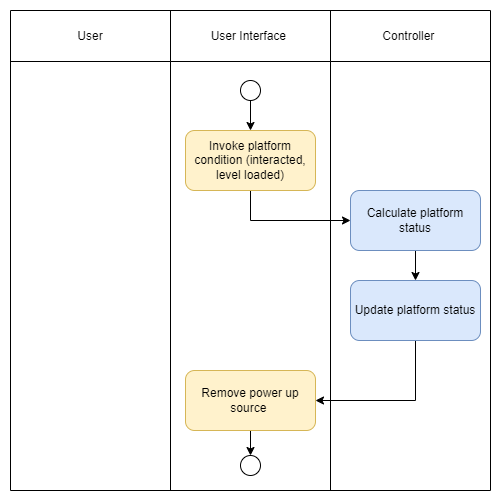 User
User Interface
Controller
Invoke platform
condition (interacted,
level loaded)
Calculate platform
status
Update platform status
Remove power up
source